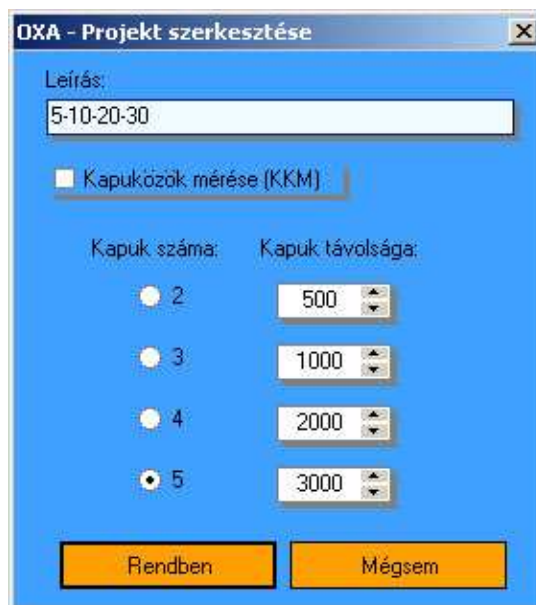 OXA - Projekt szerkesztése
Leírás:
5-10-20-30
Kapuközök mérése (KKM)
Kapuk száma: Kapuk távolsága:
2 500
3 1000
4 2000
5 3000
Rendben Mégsem